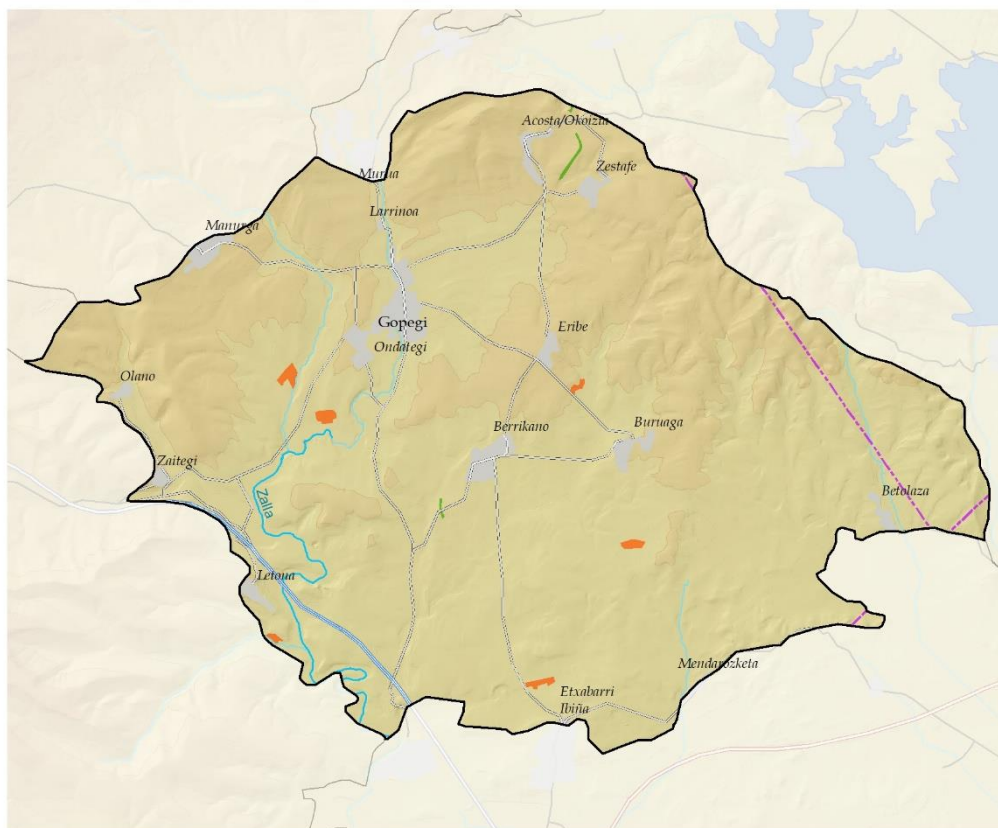 Acosta/Okoizta
Zestafe
Murua
Larrinoa
Manurga
Gopegi
Ondategi
Eribe
Olano
Berrikano
Buruaga
Zaitegi
Zalla
Betolaza
Letona
Mendarozketa
Etxabarri
Ibiña